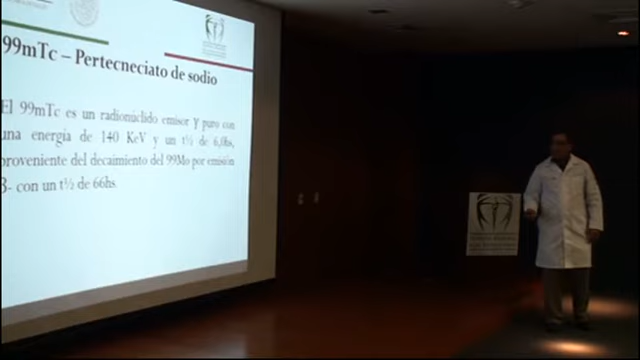 99mTc – Pertecneciato de sodio
El 99mTc es un radionúclido emisor γ puro con
una energía de 140 KeV y un t½ de 6,0hs,
proveniente del decaimiento del 99Mo por emisión
β- con un t½ de 66hs.